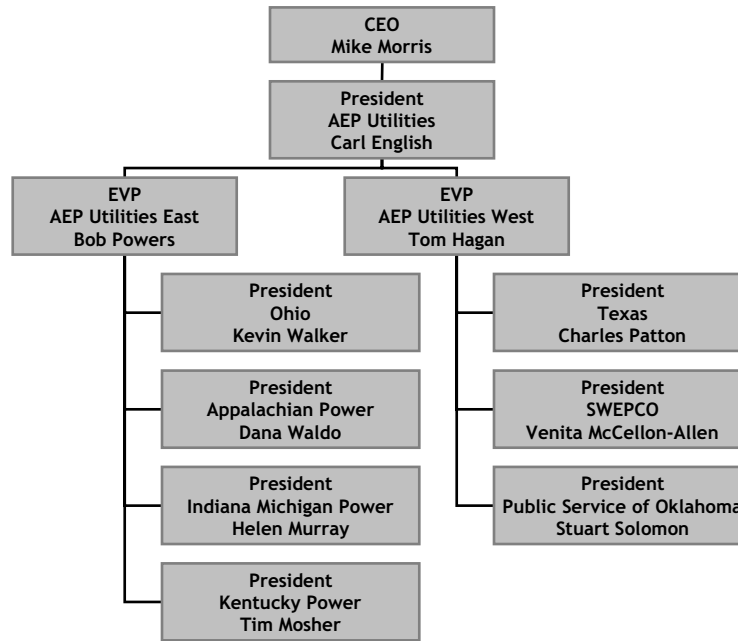 CEO
Mike Morris
President
AEP Utilities
Carl English
EVP
AEP Utilities East
Bob Powers
EVP
AEP Utilities West
Tom Hagan
President
Ohio
Kevin Walker
President
Appalachian Power
Dana Waldo
President
Indiana Michigan Power
Helen Murray
President
Kentucky Power
Tim Mosher
President
Texas
Charles Patton
President
SWEPCO
Venita McCellon-Allen
President
Public Service of Oklahoma
Stuart Solomon